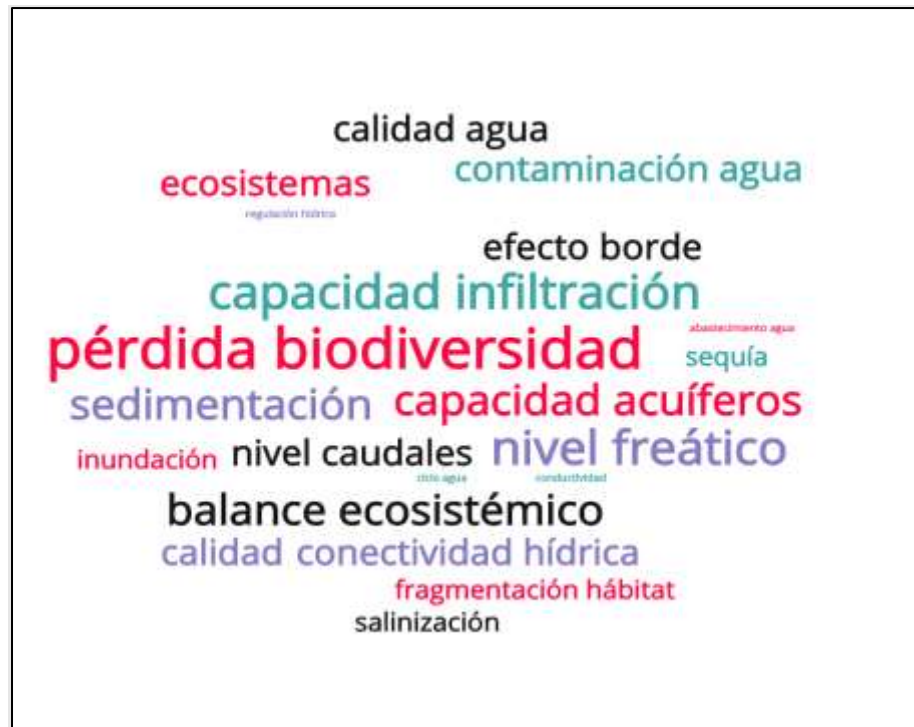 calidad agua
contaminación agua
ecosistemas
regulación hídrica
efecto borde
capacidad infiltración
abastecimiento agua
pérdida biodiversidad
sequía
sedimentación
capacidad acuíferos
inundación
nivel caudales
nivel freático
ciclo agua
conductividad
balance ecosistémico
calidad conectividad hídrica
fragmentación hábitat
salinización